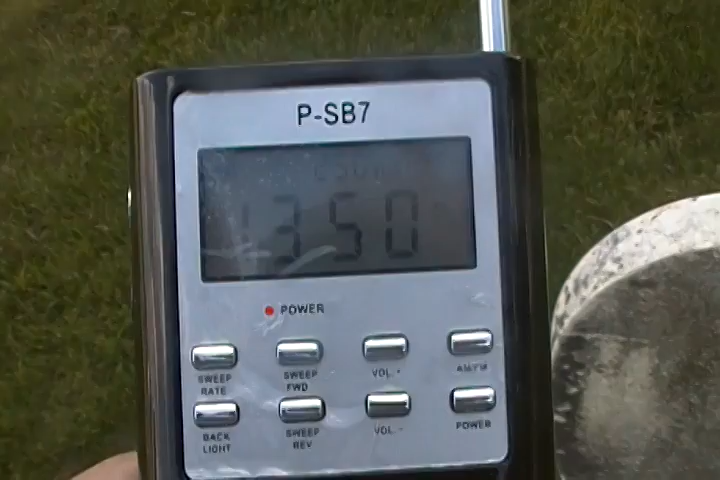 P-SB7
1350
POWER
SWEEP RATE
SWEEP FWD
VOL +
AM/FM
BACK LIGHT
SWEEP REV
VOL -
POWER